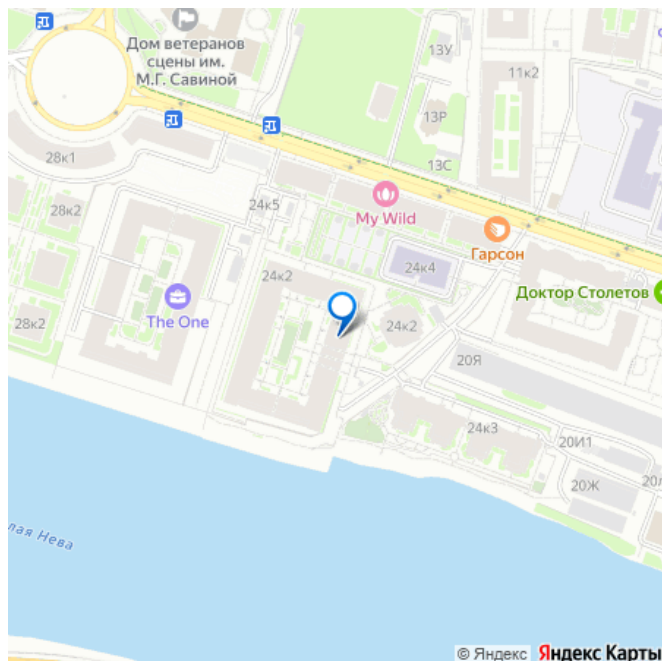 Дом ветеранов
сцены им.
М.Г. Савиной
13У
11к2
13Р
13С
28к1
My Wild
28к2
24к5
Гарсон
24к2
24к4
Доктор Столетов
The One
28к2
24к2
20Я
24к3
20И1
20Ж
лая Нева
© Яндекс Яндекс Карты